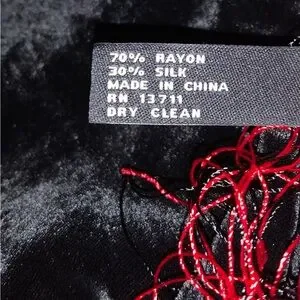 70% RAYON
30% SILK
MADE IN CHINA
RN 13711
DRY CLEAN